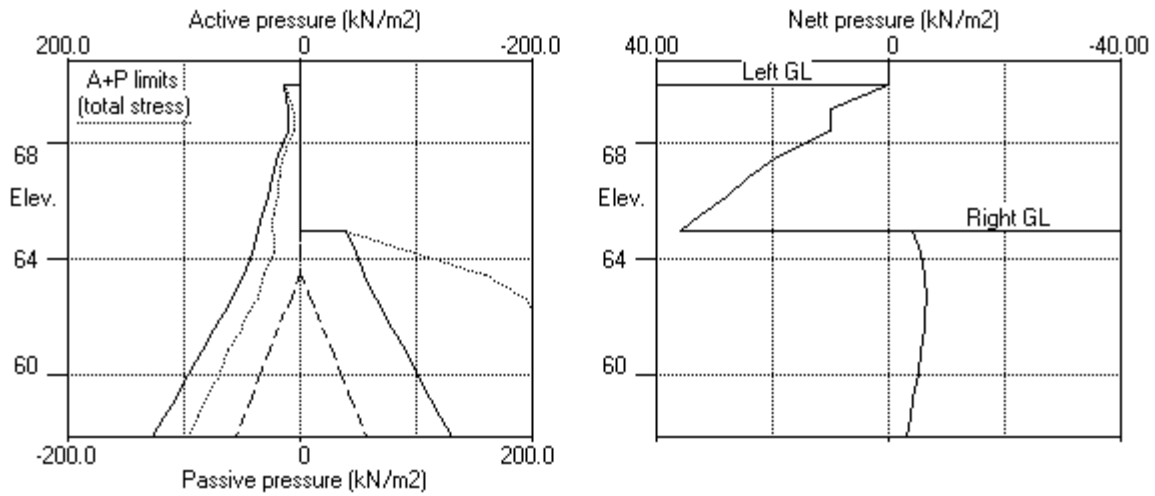 Active pressure (kN/m2)
200.0 0 -200.0
A+P limits
(total stress)
68
Elev.
64
60
-200.0 0 200.0
Passive pressure (kN/m2)
Nett pressure (kN/m2)
40.00 0 -40.00
Left GL
68
Elev.
Right GL
64
60